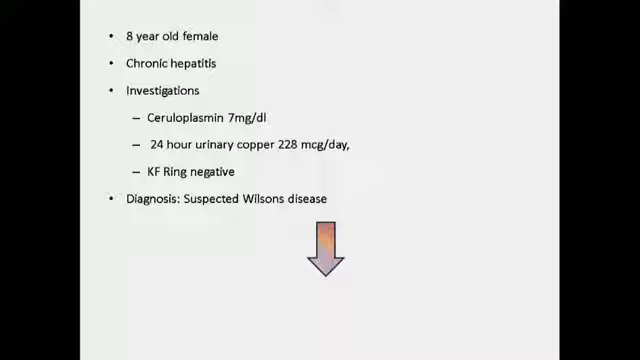 • 8 year old female
• Chronic hepatitis
• Investigations
– Ceruloplasmin 7mg/dl
– 24 hour urinary copper 228 mcg/day,
– KF Ring negative
• Diagnosis: Suspected Wilsons disease